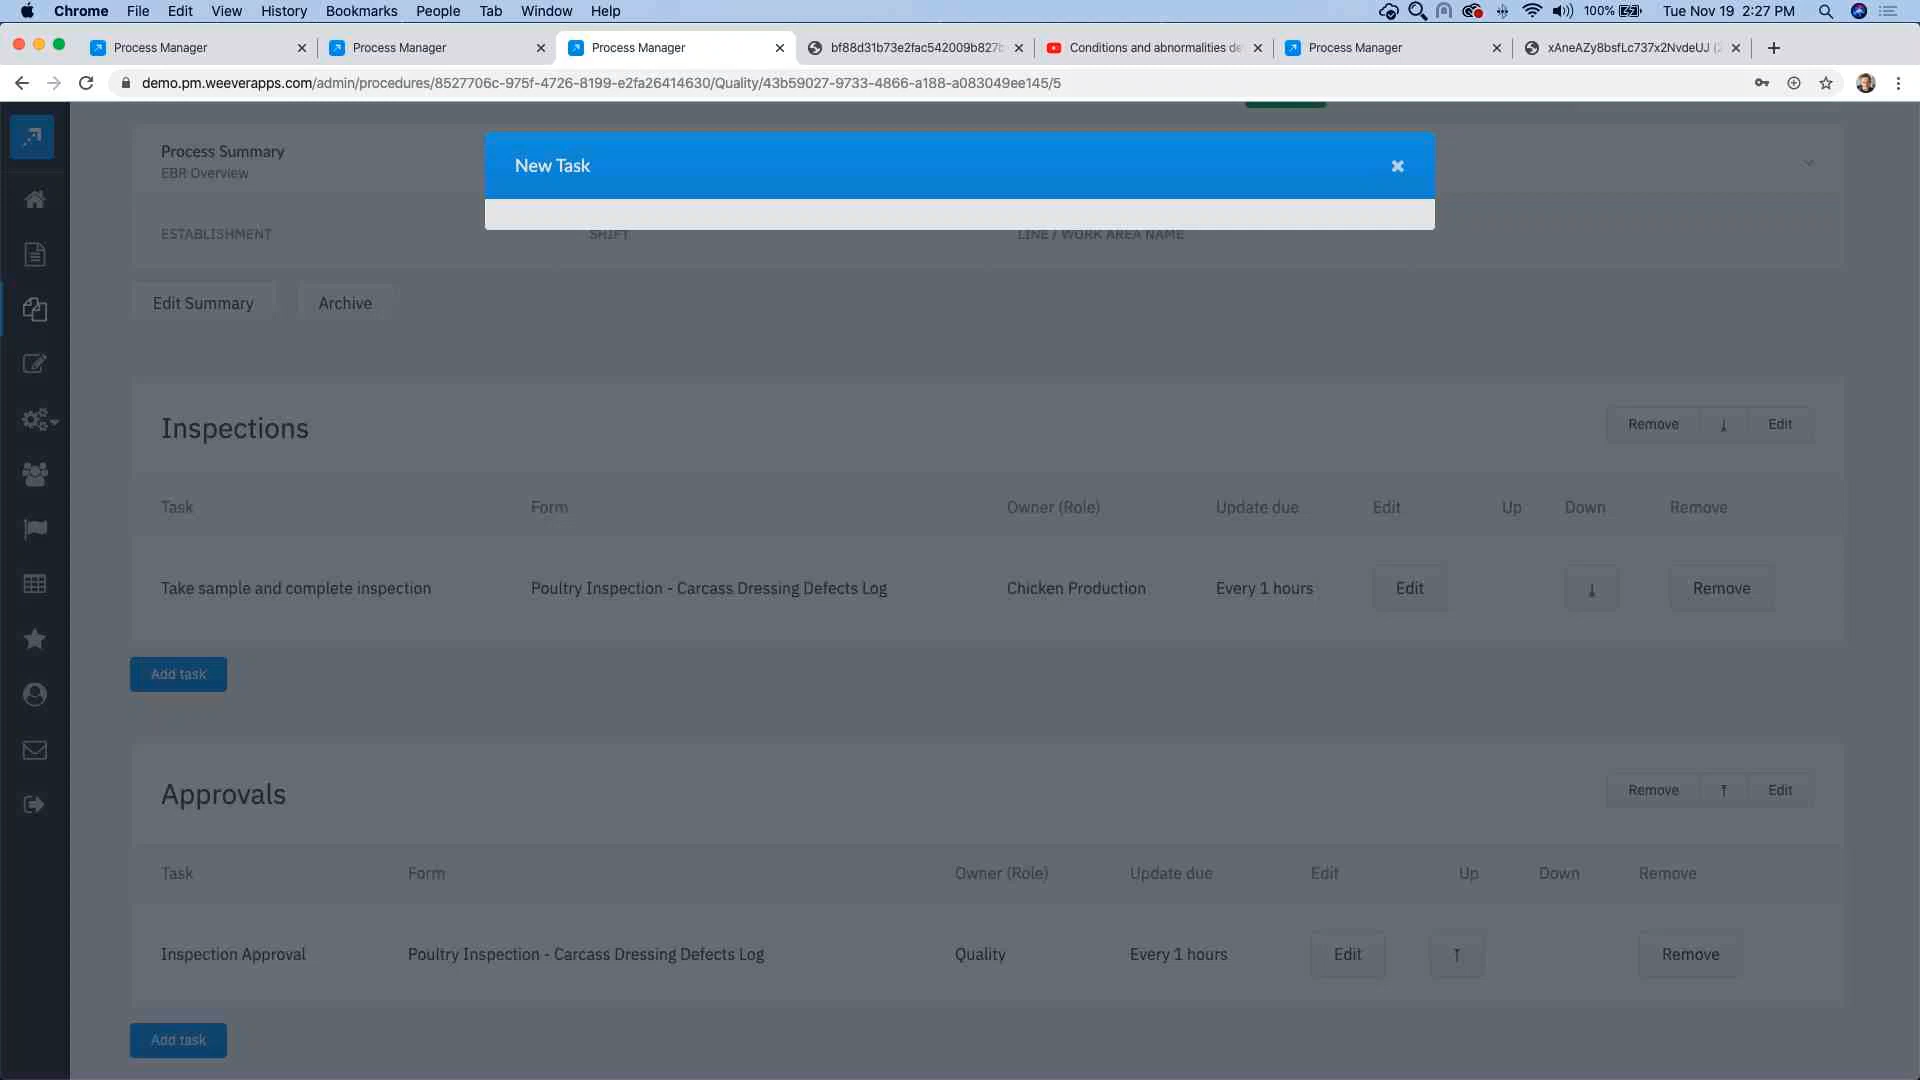 Chrome File Edit View History Bookmarks People Tab Window Help 100% Tue Nov 19 2:27 PM
Process Manager Process Manager Process Manager bf88d31b73e2fac542009b827b Conditions and abnormalities de Process Manager xAneAZy8bsfLc737x2NvdeUJ (2
demo.pm.weeverapps.com/admin/procedures/8527706c-975f-4726-8199-e2fa26414630/Quality/43b59027-9733-4866-a188-a083049ee145/5
Process Summary
EBR Overview
New Task
ESTABLISHMENT SHIFT LINE / WORK AREA NAME
Edit Summary Archive
Inspections Remove Edit
Task Form Owner (Role) Update due Edit Up Down Remove
Take sample and complete inspection Poultry Inspection - Carcass Dressing Defects Log Chicken Production Every 1 hours Edit Remove
Add task
Approvals Remove Edit
Task Form Owner (Role) Update due Edit Up Down Remove
Inspection Approval Poultry Inspection - Carcass Dressing Defects Log Quality Every 1 hours Edit Remove
Add task